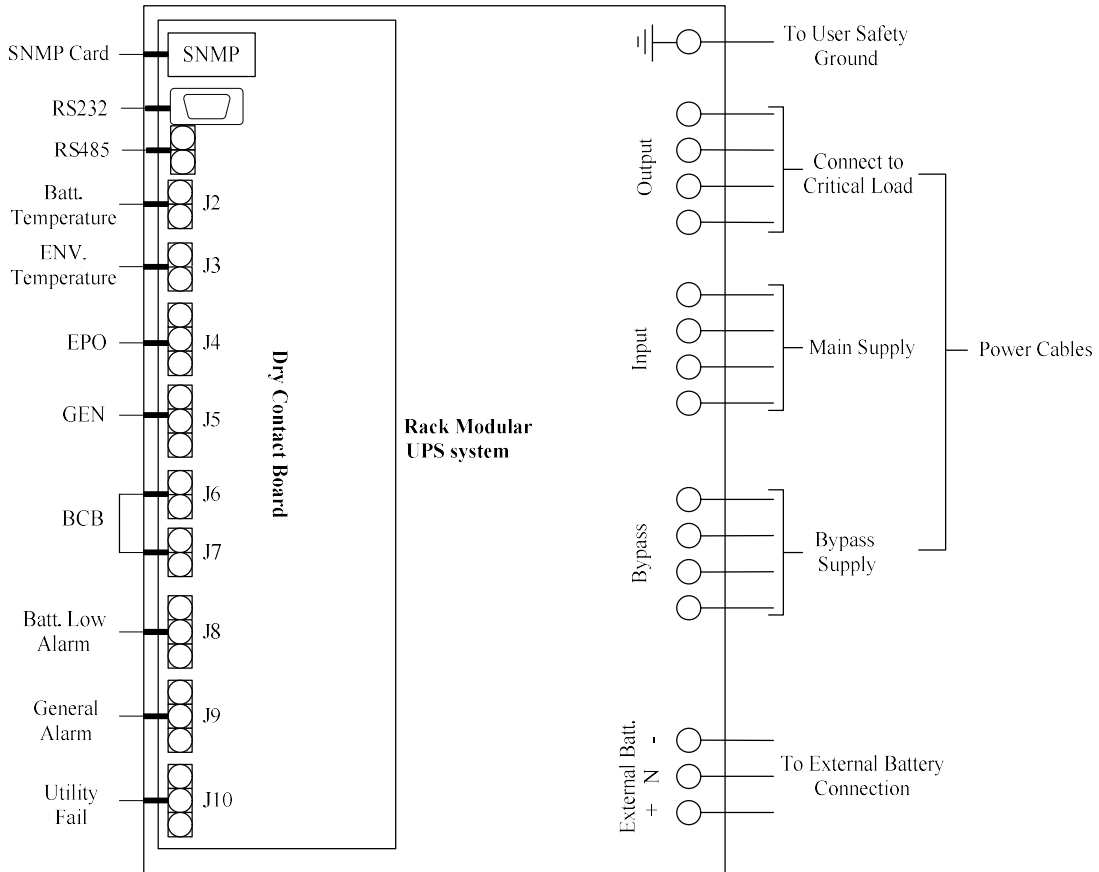 SNMP Card
SNMP
RS232
RS485
Batt.
Temperature
J2
ENV.
Temperature
J3
EPO
J4
GEN
J5
BCB
J6
J7
Batt. Low
Alarm
J8
General
Alarm
J9
Utility
Fail
J10
Dry Contact Board
Rack Modular
UPS system
To User Safety
Ground
Output
Connect to
Critical Load
Input
Main Supply
Power Cables
Bypass
Bypass
Supply
External Batt.
-
N
+
To External Battery
Connection